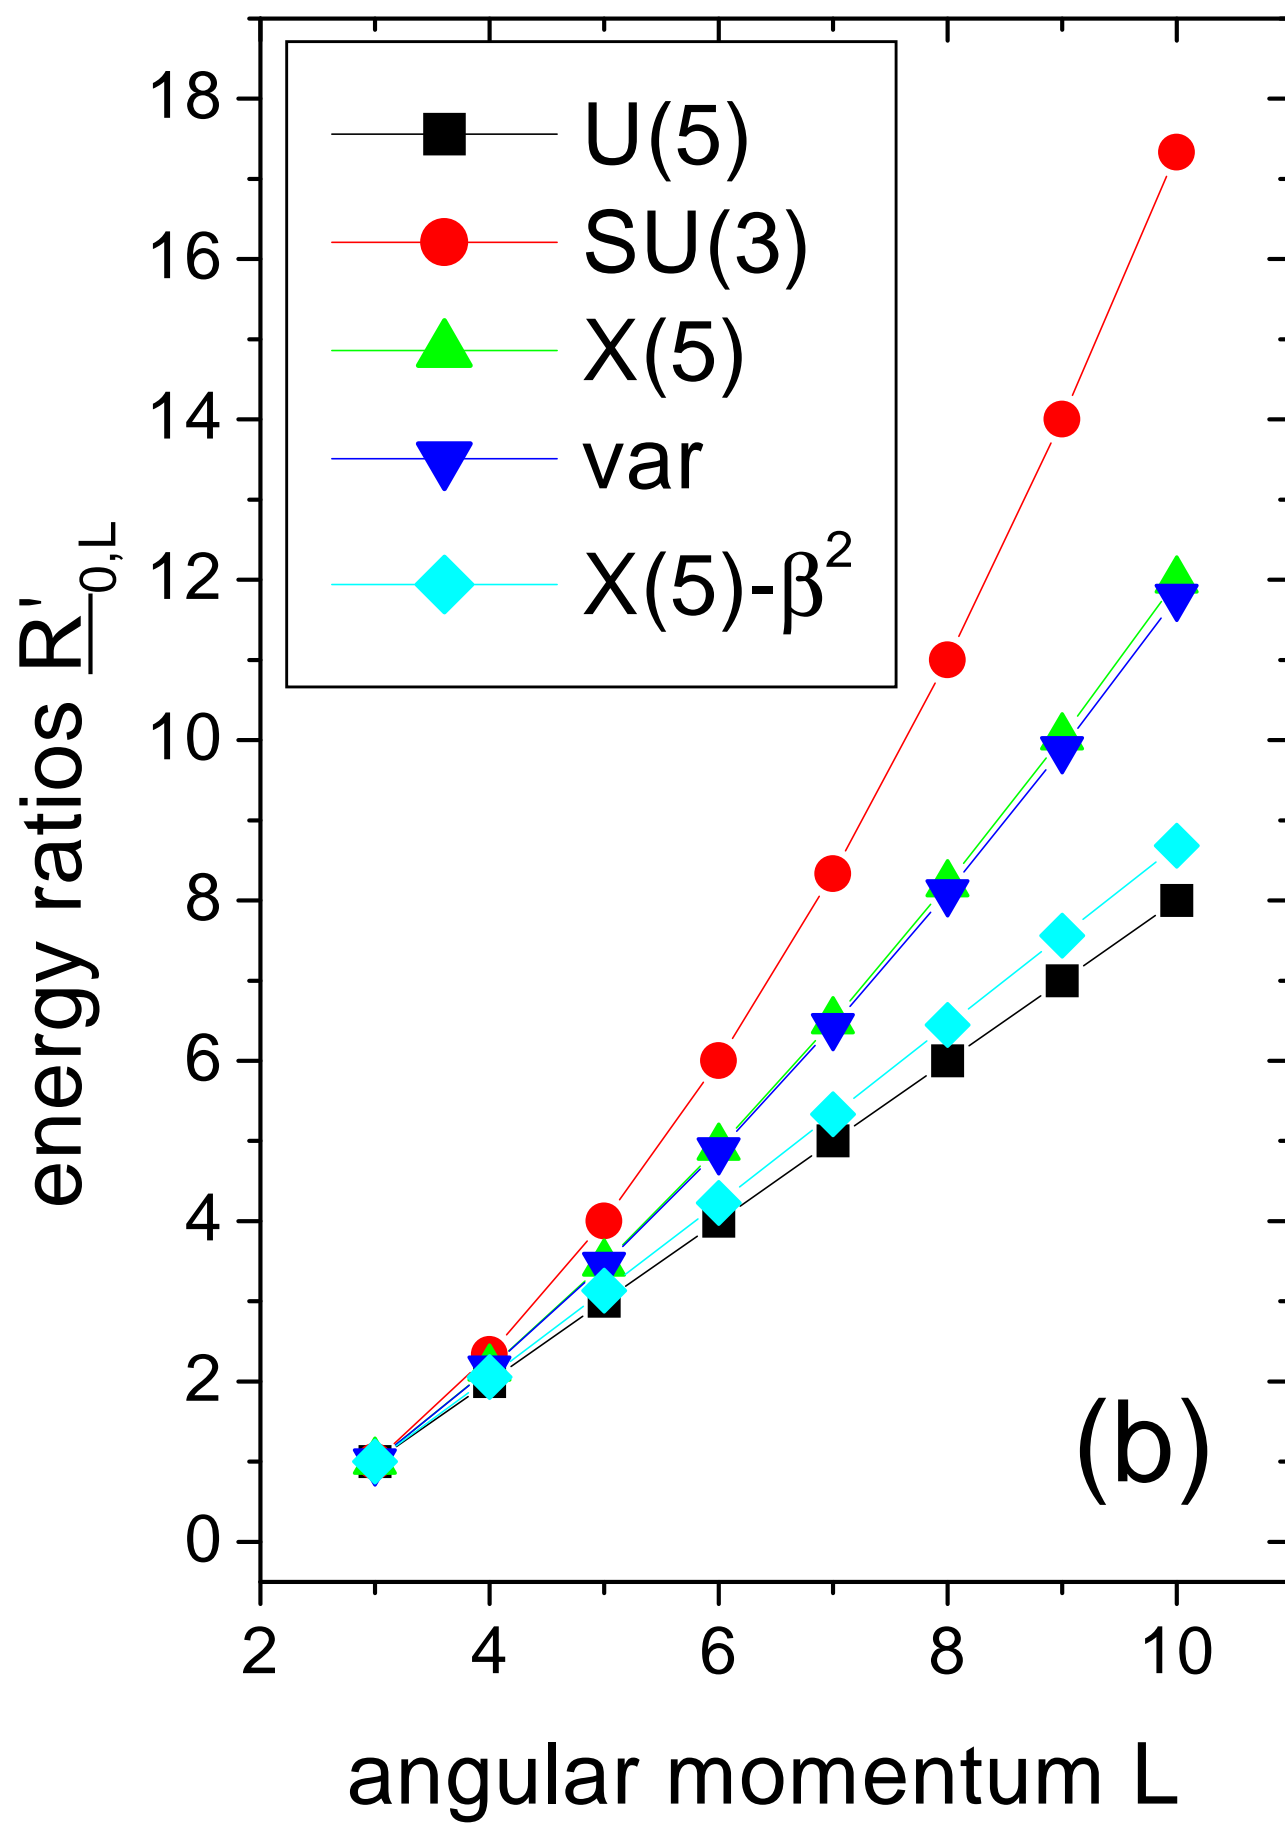 U(5)
SU(3)
X(5)
var
X(5)-β²
18
16
14
12
10
8
6
4
2
0
energy ratios R'0,L
(b)
2 4 6 8 10
angular momentum L